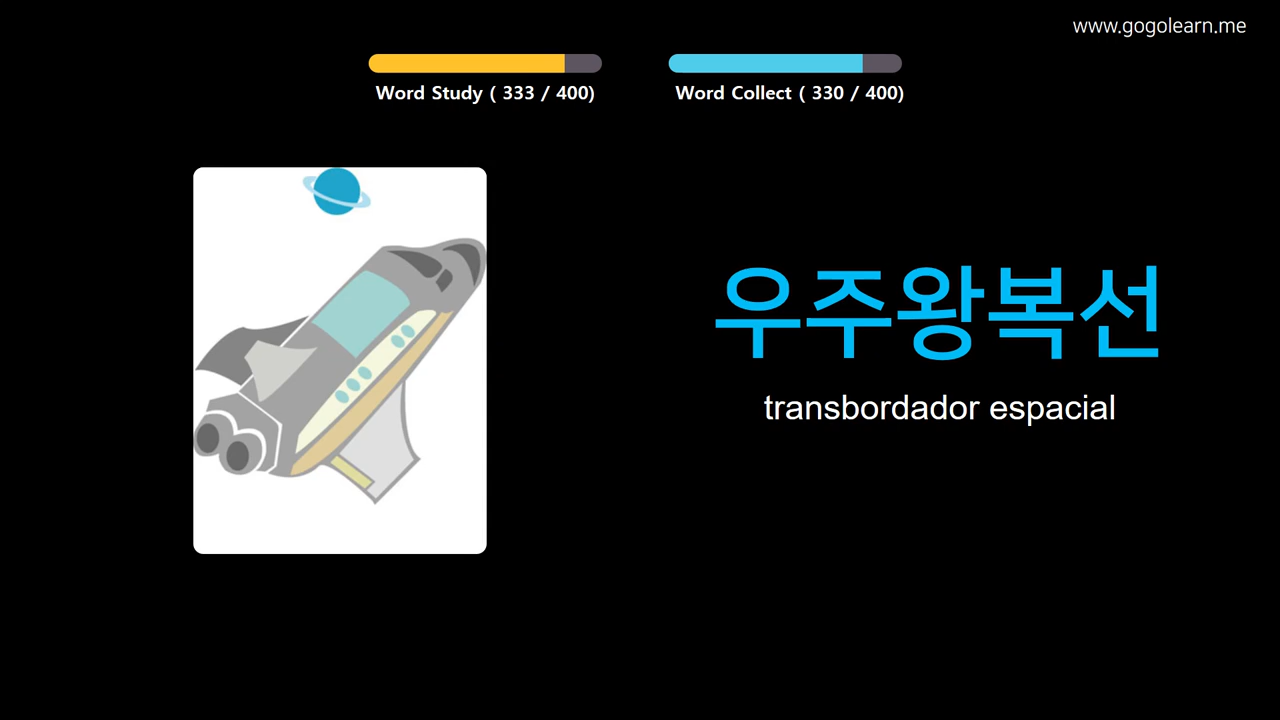 www.gogolearn.me
Word Study ( 333 / 400)
Word Collect ( 330 / 400)
우주왕복선
transbordador espacial